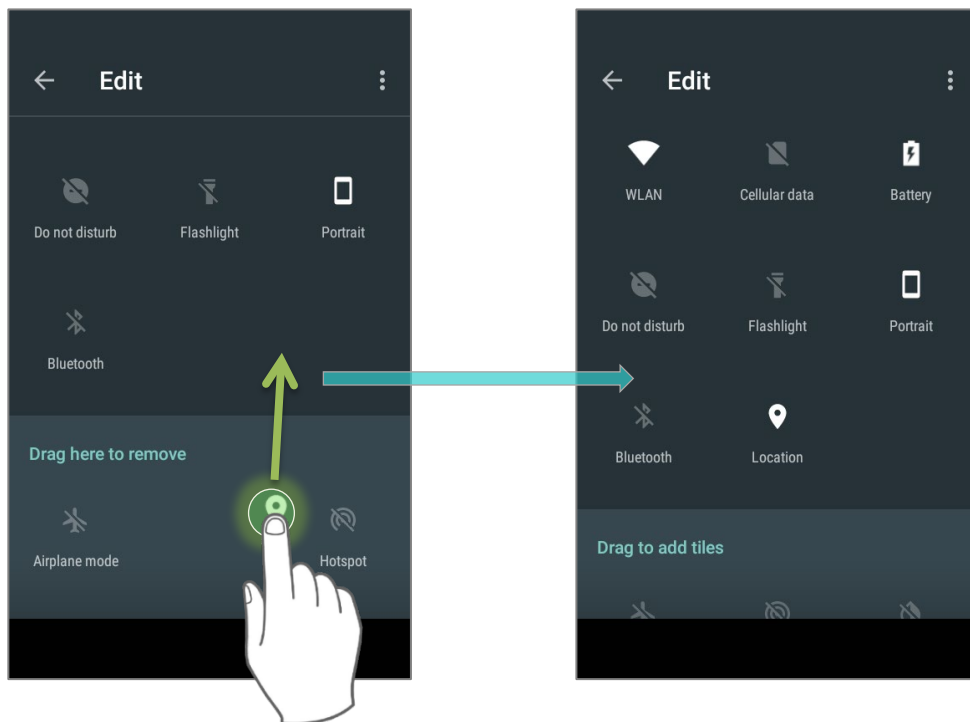 Edit
Do not disturb Flashlight Portrait
Bluetooth
Drag here to remove
Airplane mode Hotspot
Edit
WLAN Cellular data Battery
Do not disturb Flashlight Portrait
Bluetooth Location
Drag to add tiles